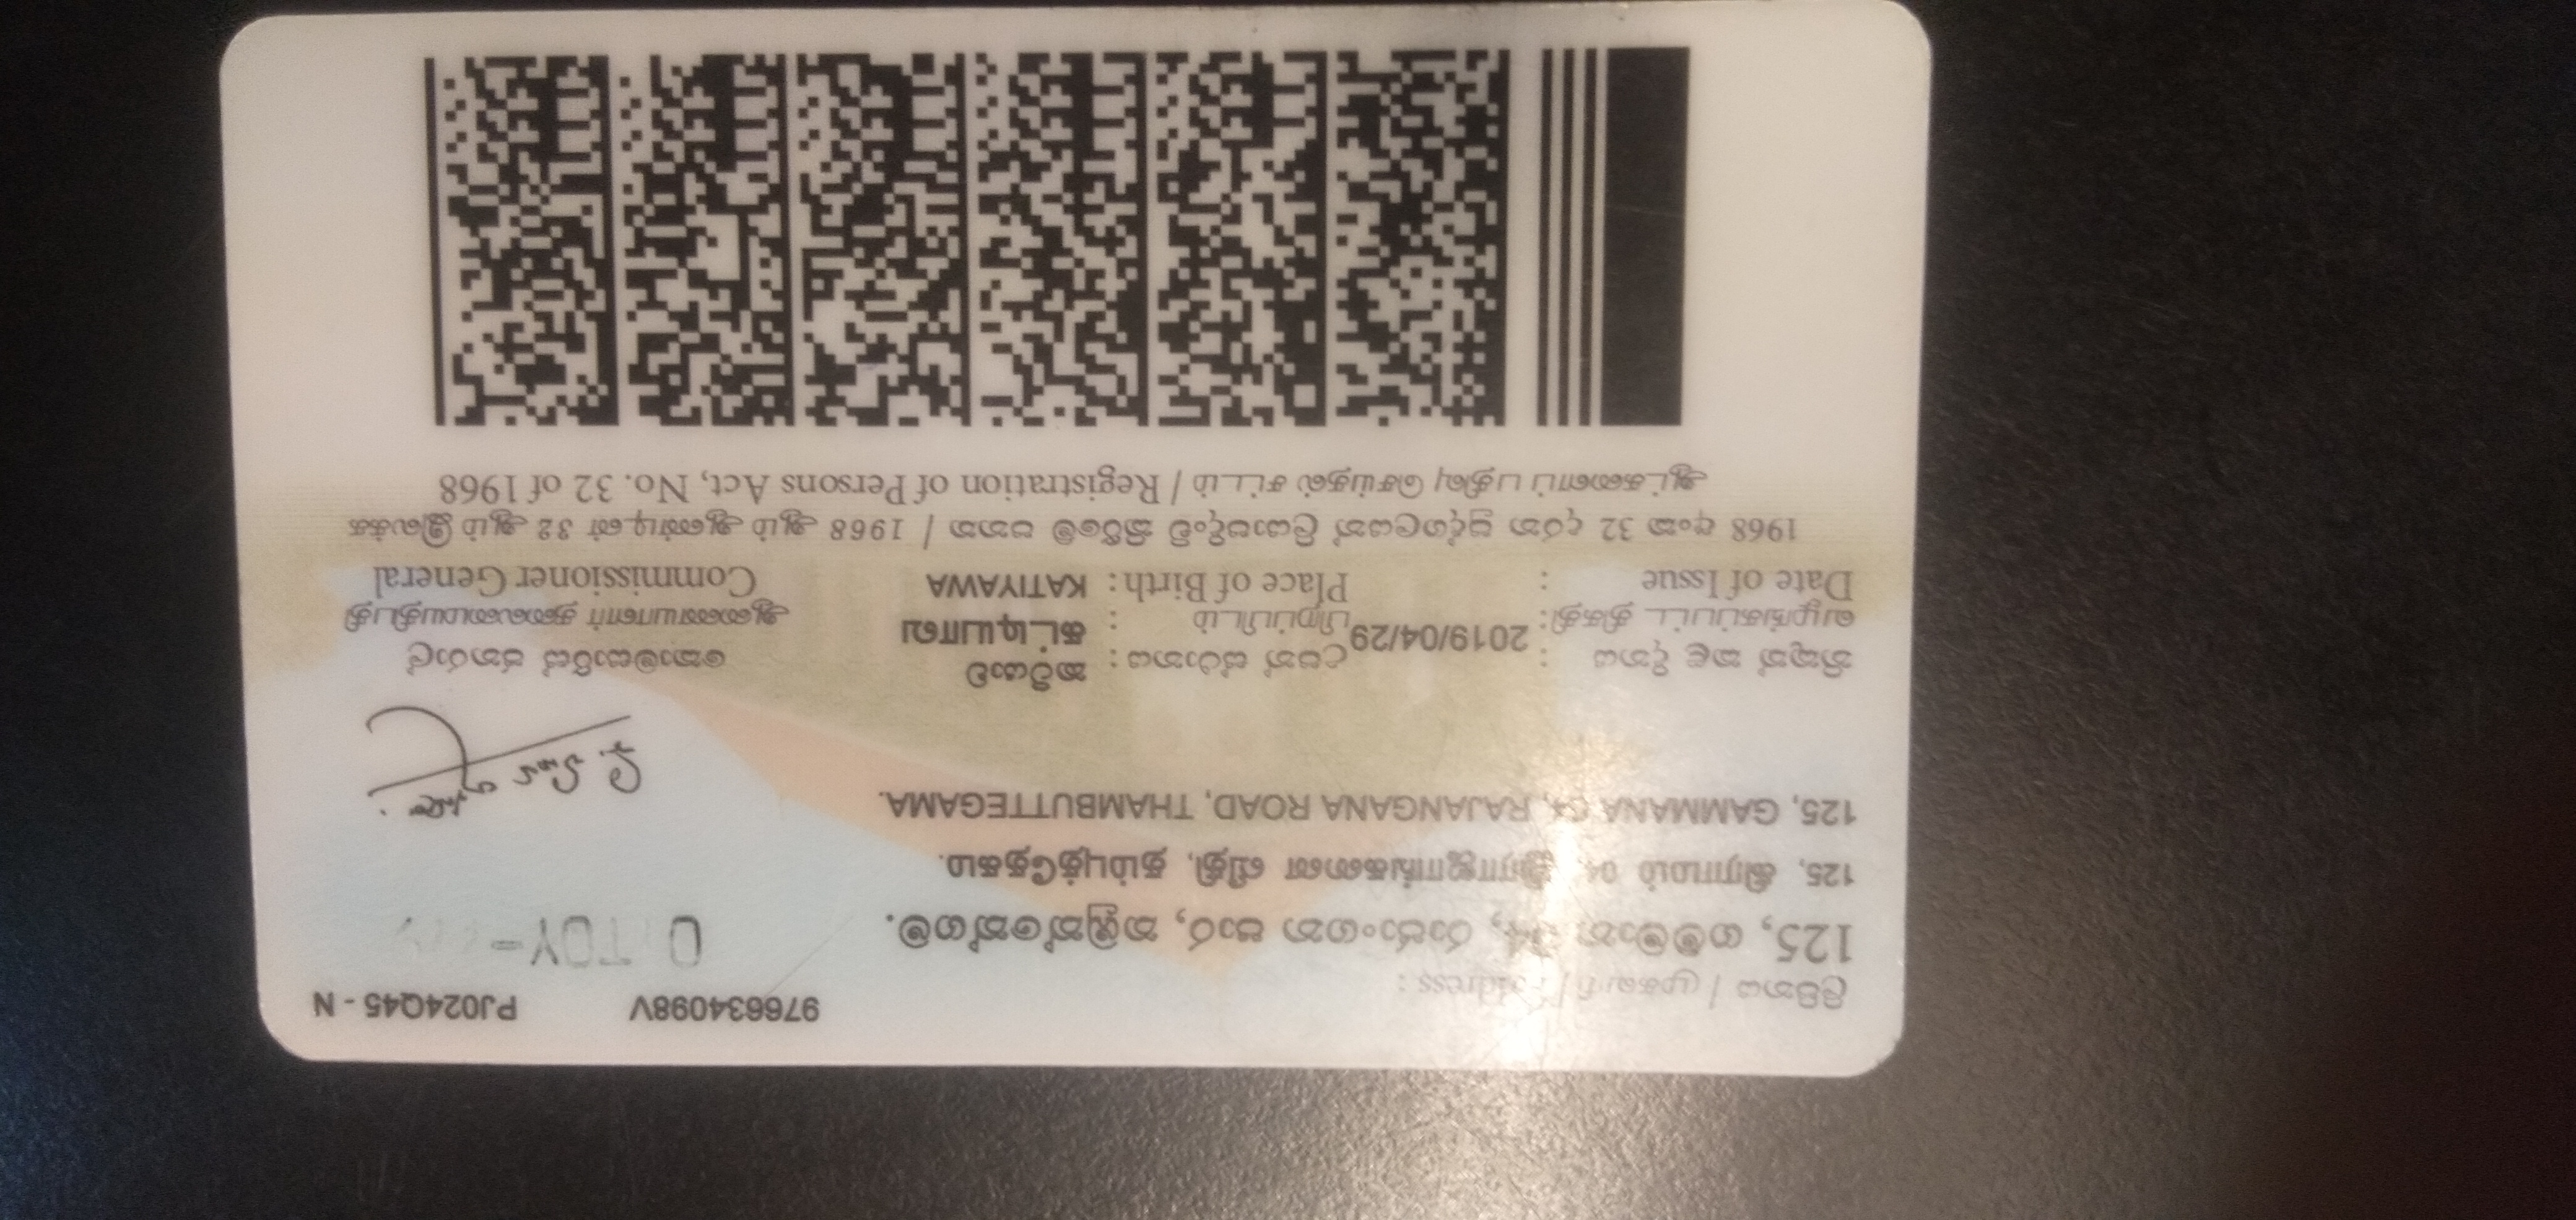 976634098V PJ024Q45 - N
ලිපිනය / முகவரி / Address :
125, ගම්මාන 04, රාජාංගන පාර, තඹුත්තේගම.
125, கிராமம் 04, இராஜாங்கனை வீதி, தம்புத்தேகம.
125, GAMMANA 04, RAJANGANA ROAD, THAMBUTTEGAMA.
නිකුත් කළ දිනය : උපන් ස්ථානය : කටියාව
வழங்கப்பட்ட திகதி : 2019/04/29 பிறப்பிடம் : கட்டியாவ
Date of Issue : Place of Birth : KATIYAWA
කොමසාරිස් ජනරාල්
ஆணையாளர் தலைமையதிபதி
Commissioner General
1968 අංක 32 දරන පුද්ගලයන් ලියාපදිංචි කිරීමේ පනත / 1968 ஆம் ஆண்டின் 32 ஆம் இலக்க
ஆட்களைப் பதிவு செய்தல் சட்டம் / Registration of Persons Act, No. 32 of 1968